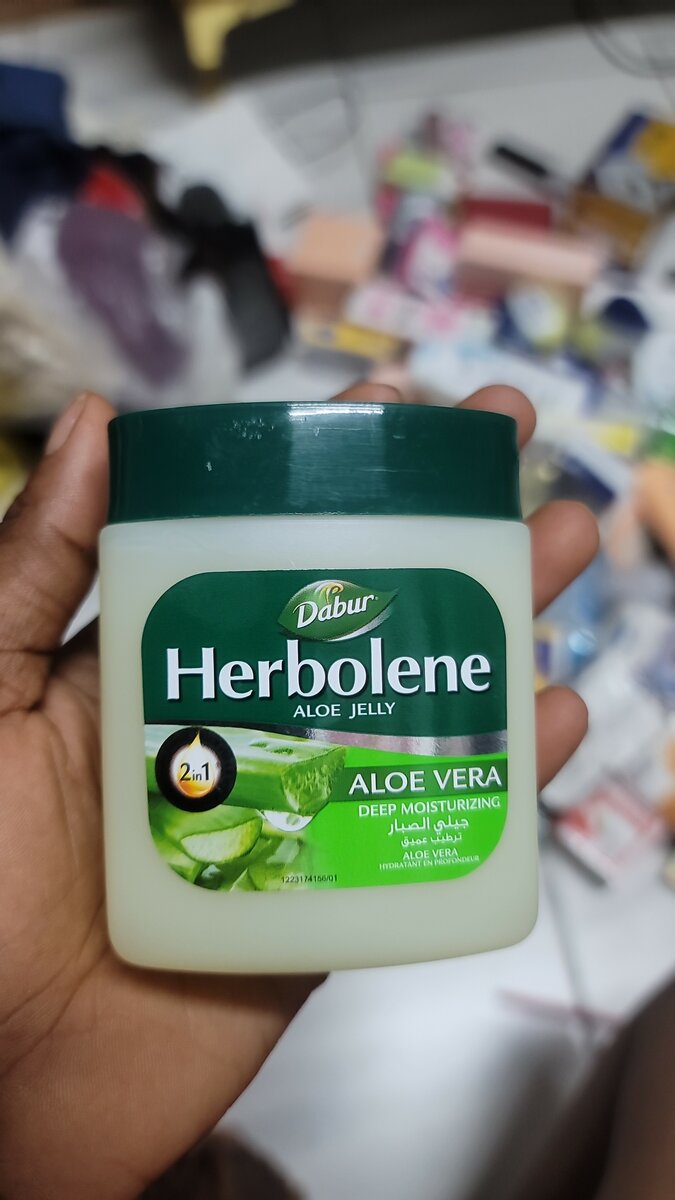 Dabur
Herbolene
ALOE JELLY
2in1
ALOE VERA
DEEP MOISTURIZING
جيلي الصبار
ترطيب عميق
ALOE VERA
HYDRATANT EN PROFONDEUR
1223174156/01